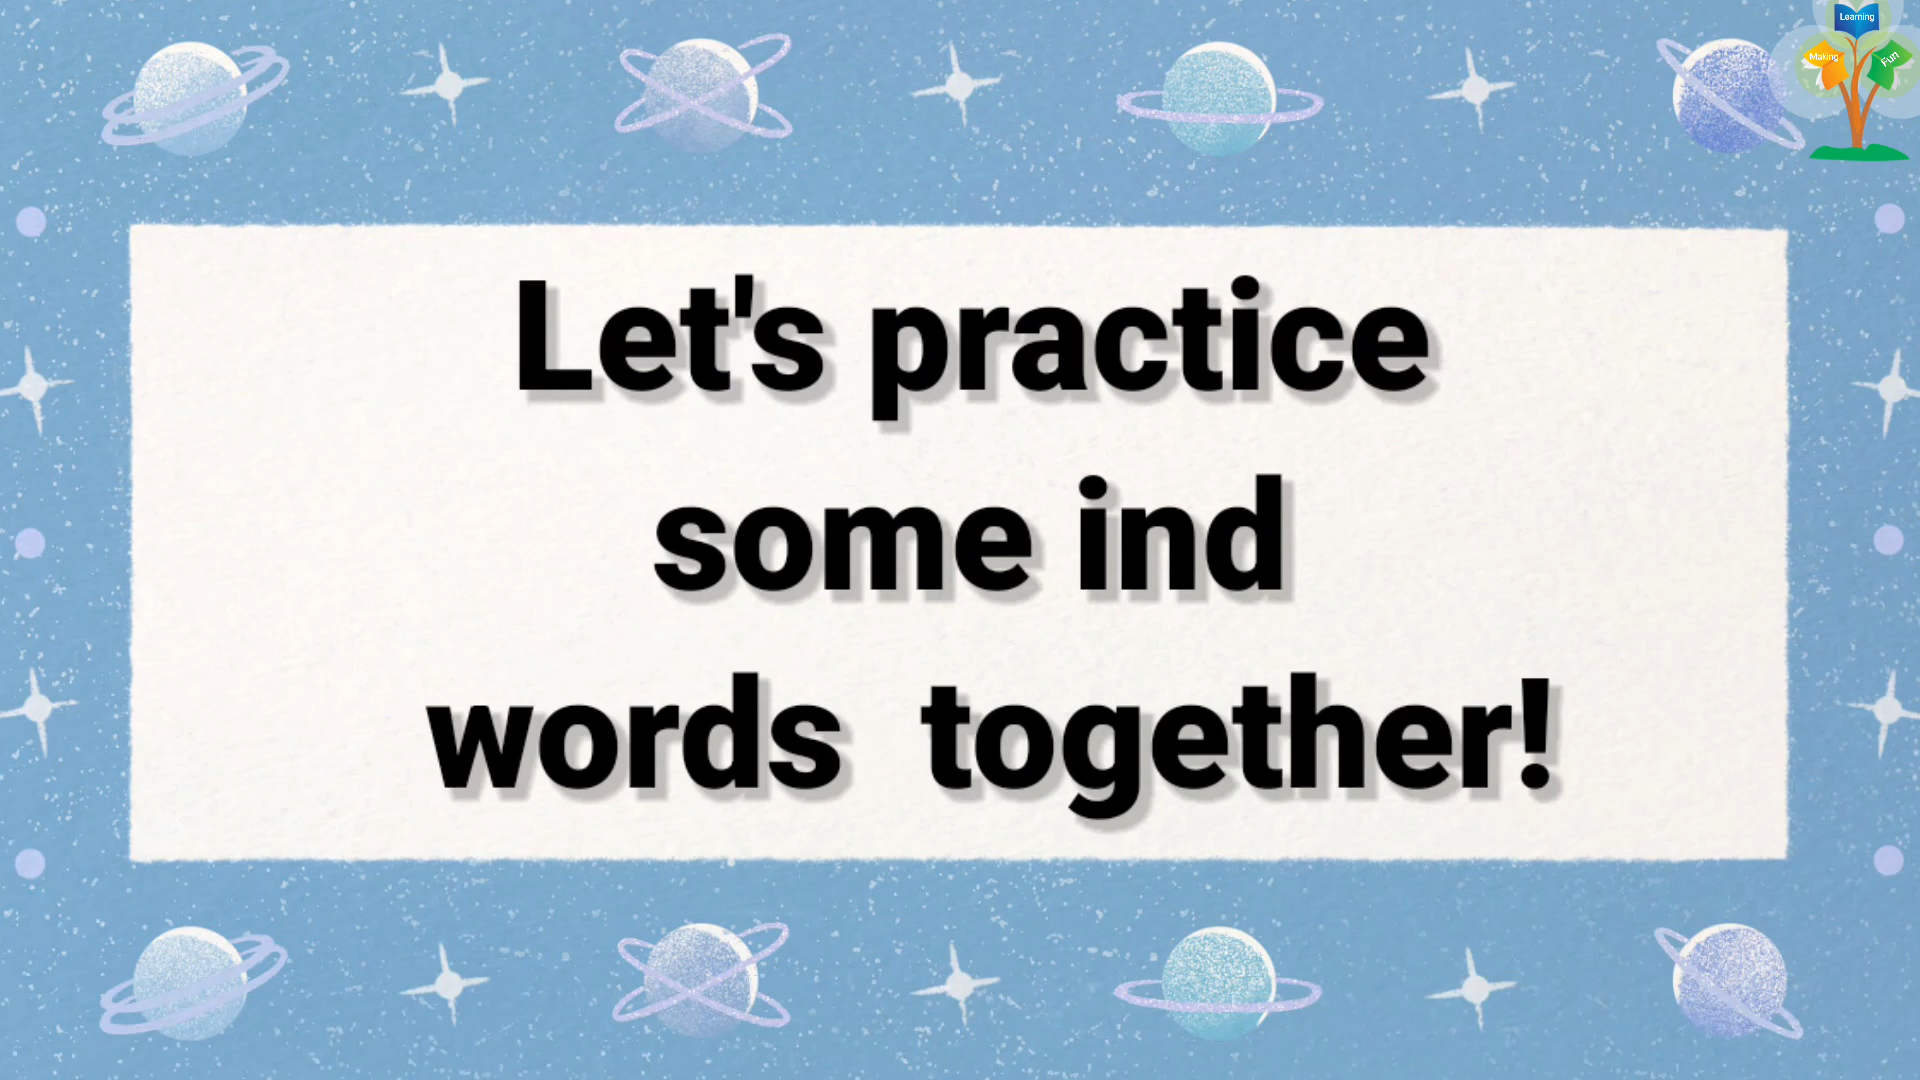 Learning
Making
Fun
Let's practice
some ind
words  together!